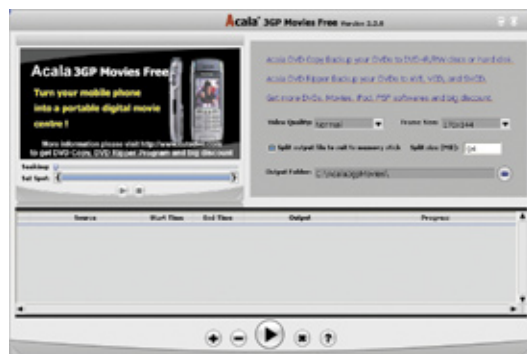 Acala 3GP Movies Free Version 2.2.6
Acala 3GP Movies Free
Turn your mobile phone
into a portable digital movie
centre !
More information please visit http://www.
to get DVD Copy, DVD Ripper Program and big discount
Acala DVD Copy Backup your DVDs to DVD-R/RW discs or hard disk.
Acala DVD Ripper Backup your DVDs to AVI, VCD, and SVCD.
Get more DVDs, Movies, iPod, PSP softwares and big discount.
Video Quality: Normal Frame Size: 176x144
Split output file to suit to memory stick Split size (MB): 64
Seeking:
Set Spot:
Output Folder: C:\Acala3gpMovies\
Source Start Time End Time Output Progress